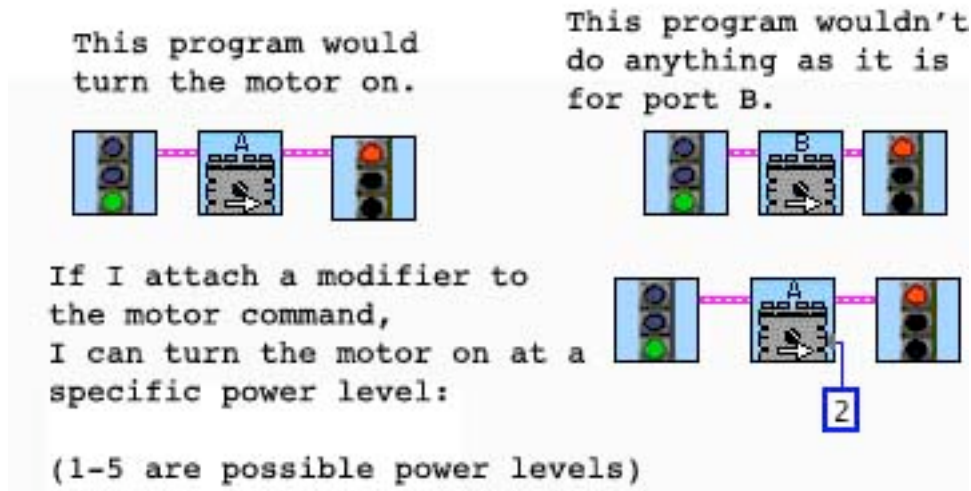 This program would
turn the motor on.
This program wouldn't
do anything as it is
for port B.
A
B
If I attach a modifier to
the motor command,
I can turn the motor on at a
specific power level:
A
2
(1-5 are possible power levels)